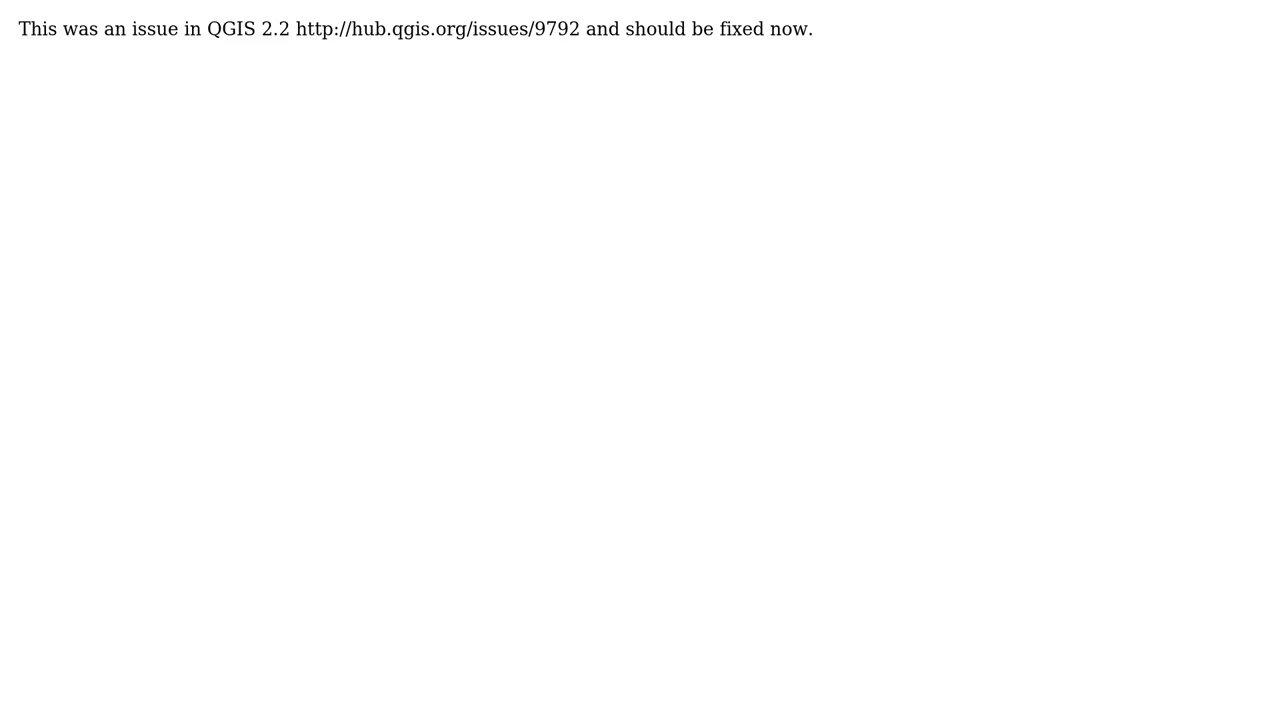 This was an issue in QGIS 2.2 http://hub.qgis.org/issues/9792 and should be fixed now.